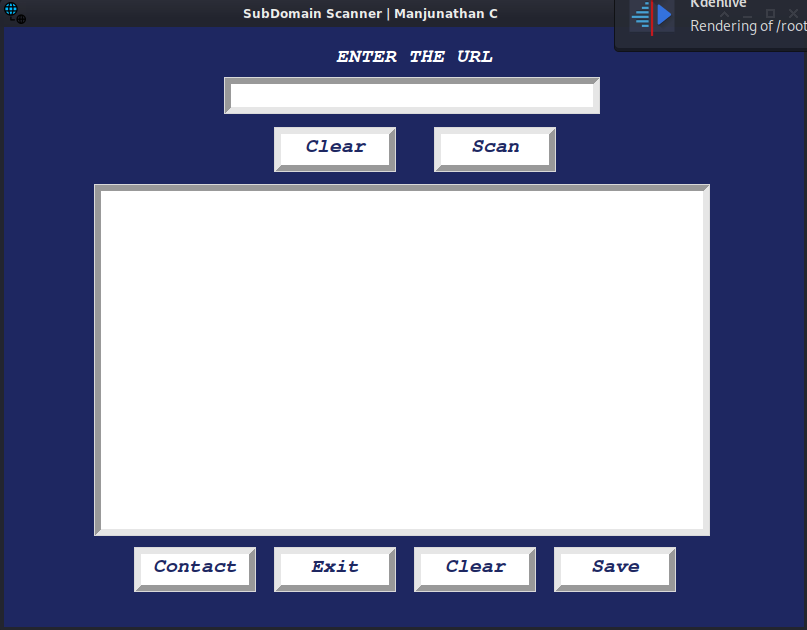 SubDomain Scanner | Manjunathan C
Kdenlive
Rendering of /root
ENTER THE URL
Clear Scan
Contact Exit Clear Save